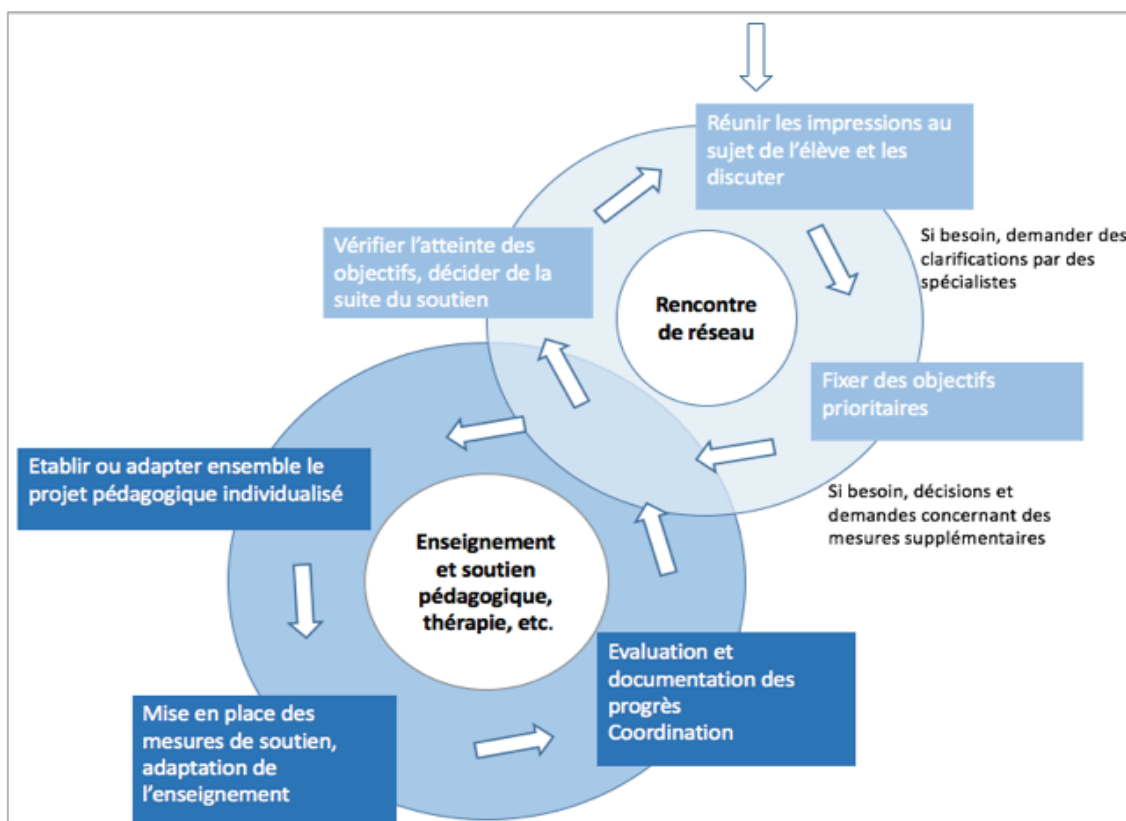 Réunir les impressions au
sujet de l'élève et les
discuter
Si besoin, demander des
clarifications par des
spécialistes
Vérifier l'atteinte des
objectifs, décider de la
suite du soutien
Rencontre
de réseau
Fixer des objectifs
prioritaires
Si besoin, décisions et
demandes concernant des
mesures supplémentaires
Etablir ou adapter ensemble le
projet pédagogique individualisé
Enseignement
et soutien
pédagogique,
thérapie, etc.
Evaluation et
documentation des
progrès
Coordination
Mise en place des
mesures de soutien,
adaptation de
l'enseignement